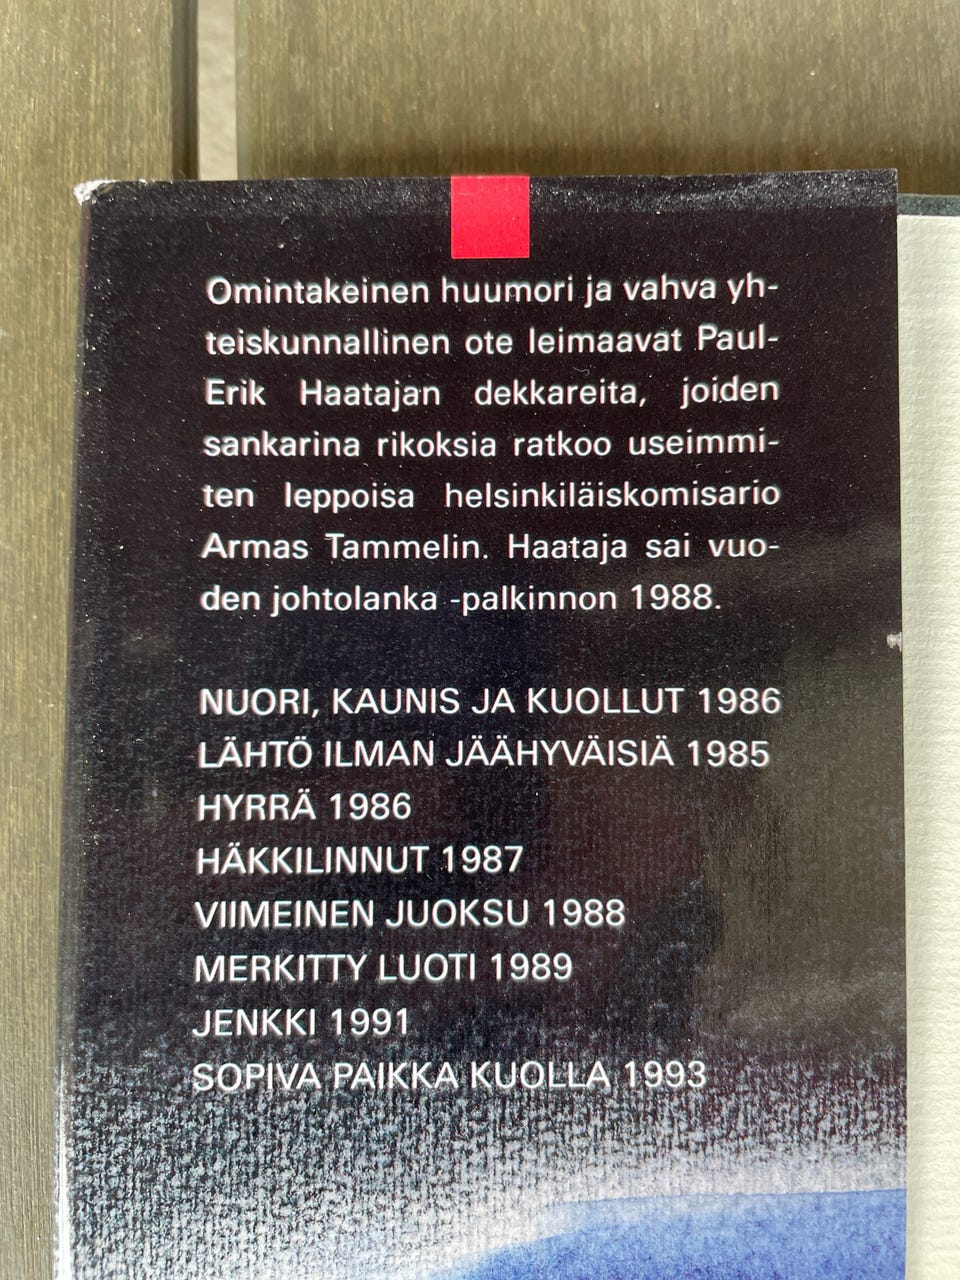 Omintakeinen huumori ja vahva yh-
teiskunnallinen ote leimaavat Paul-
Erik Haatajan dekkareita, joiden
sankarina rikoksia ratkoo useimmi-
ten leppoisa helsinkiläiskomisario
Armas Tammelin. Haataja sai vuo-
den johtolanka -palkinnon 1988.
NUORI, KAUNIS JA KUOLLUT 1986
LÄHTÖ ILMAN JÄÄHYVÄISIÄ 1985
HYRRÄ 1986
HÄKKILINNUT 1987
VIIMEINEN JUOKSU 1988
MERKITTY LUOTI 1989
JENKKI 1991
SOPIVA PAIKKA KUOLLA 1993